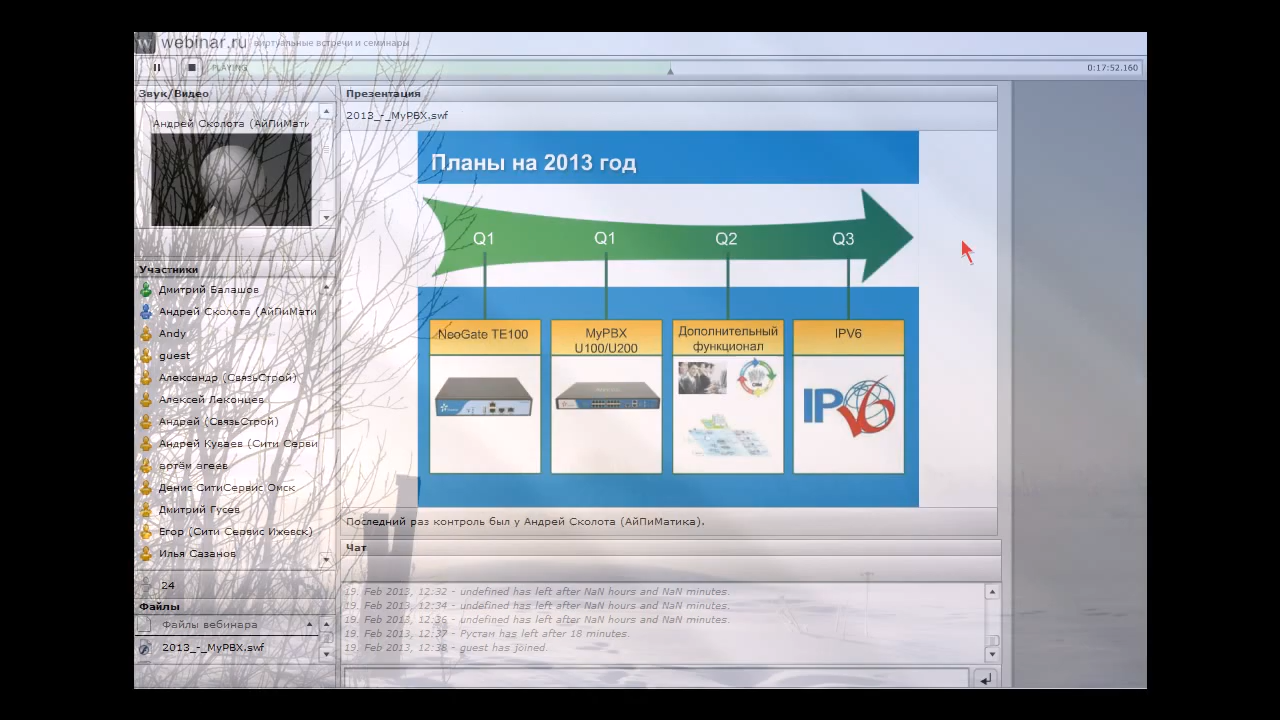 webinar.ru виртуальные встречи и семинары
PLAYING
0:17:52.160
Звук/Видео
Андрей Сколота (АйПиМати
Участники
Дмитрий Балашов
Андрей Сколота (АйПиМати
Andy
guest
Александр (СвязьСтрой)
Алексей Леконцев
Андрей (СвязьСтрой)
Андрей Куваев (Сити Серви
артём агеев
Денис СитиСервис Омск
Дмитрий Гусев
Егор (Сити Сервис Ижевск)
Илья Сазанов
24
Файлы
Файлы вебинара
2013_-_MyPBX.swf
Презентация
2013_-_MyPBX.swf
Планы на 2013 год
Q1
Q1
Q2
Q3
NeoGate TE100
MyPBX
U100/U200
Дополнительный
функционал
IPV6
CRM
IPV6
Последний раз контроль был у Андрей Сколота (АйПиМатика).
Чат
19. Feb 2013, 12:32 - undefined has left after NaN hours and NaN minutes.
19. Feb 2013, 12:34 - undefined has left after NaN hours and NaN minutes.
19. Feb 2013, 12:36 - undefined has left after NaN hours and NaN minutes.
19. Feb 2013, 12:37 - Рустам has left after 18 minutes.
19. Feb 2013, 12:38 - guest has joined.